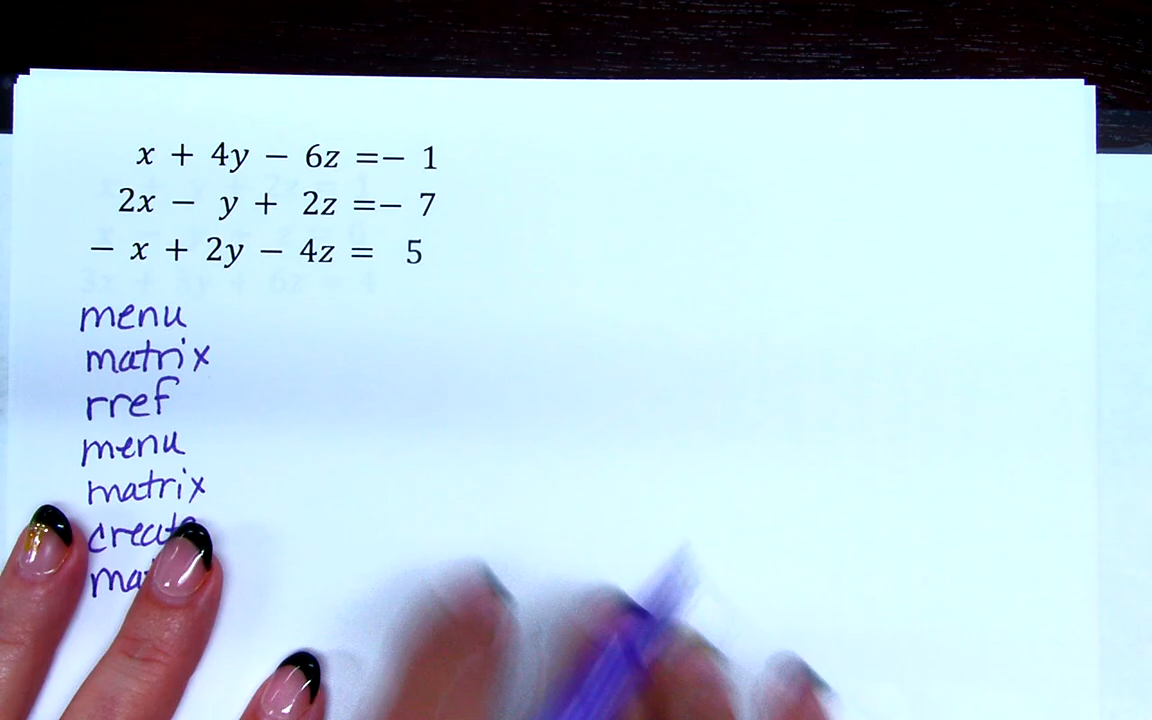 x + 4y − 6z =− 1
2x − y + 2z =− 7
− x + 2y − 4z = 5
menu
matrix
rref
menu
matrix
create